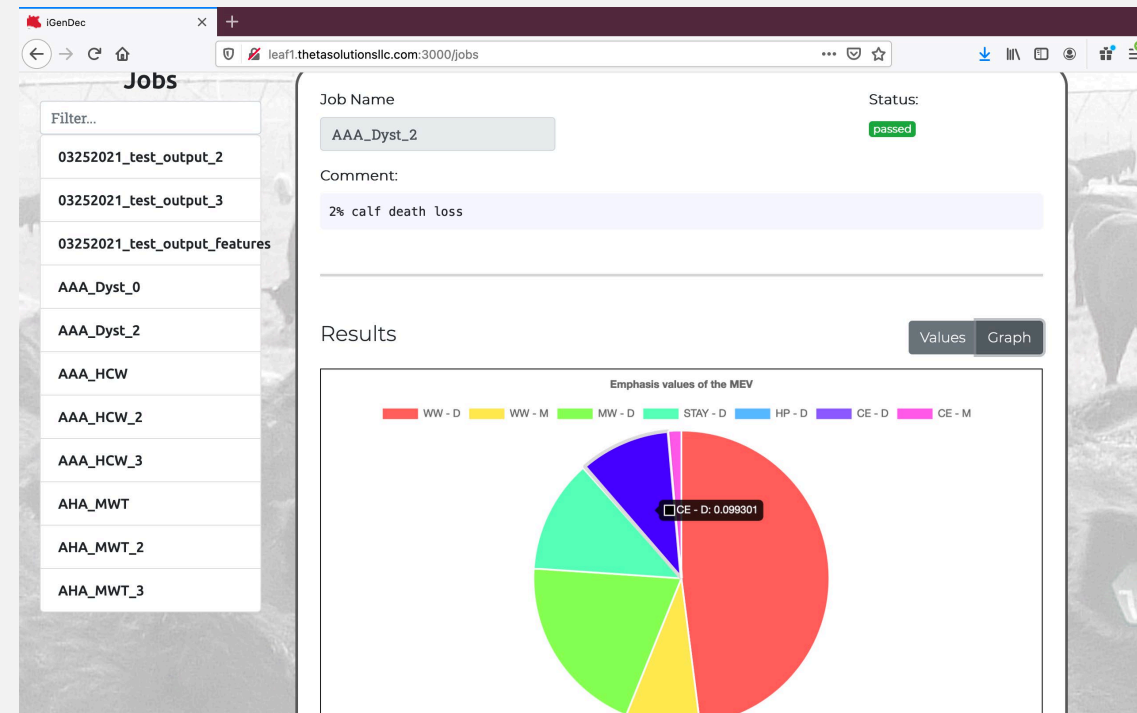 iGenDec
leaf1.thetasolutionsllc.com:3000/jobs
Jobs
Filter...
03252021_test_output_2
03252021_test_output_3
03252021_test_output_features
AAA_Dyst_0
AAA_Dyst_2
AAA_HCW
AAA_HCW_2
AAA_HCW_3
AHA_MWT
AHA_MWT_2
AHA_MWT_3
Job Name
Status:
AAA_Dyst_2
passed
Comment:
2% calf death loss
Results
Values Graph
Emphasis values of the MEV
WW - D WW - M MW - D STAY - D HP - D CE - D CE - M
CE - D: 0.099301